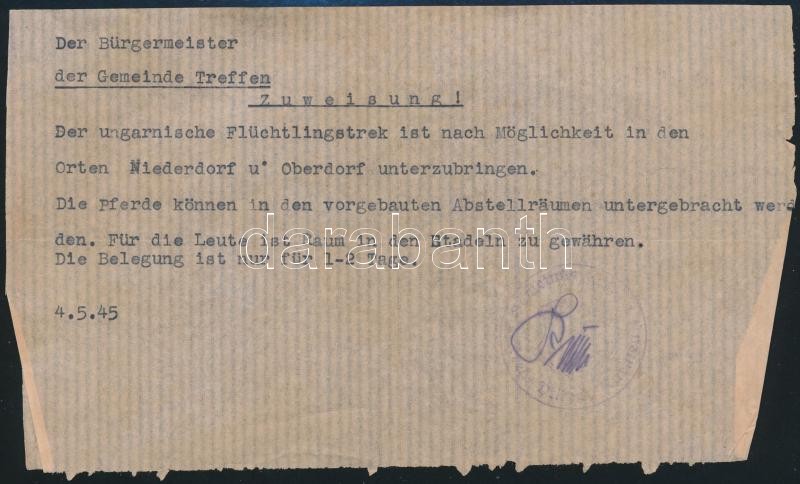 Der Bürgermeister
der Gemeinde Treffen
Zuweisung!
Der ungarnische Flüchtlingstrek ist nach Möglichkeit in den
Orten Niederdorf u. Oberdorf unterzubringen.
Die Pferde können in den vorgebauten Abstellräumen untergebracht werd
den. Für die Leute ist Raum in den Stadeln zu gewähren.
Die Belegung ist nur für 1-2 Tage.
darabanth
4.5.45